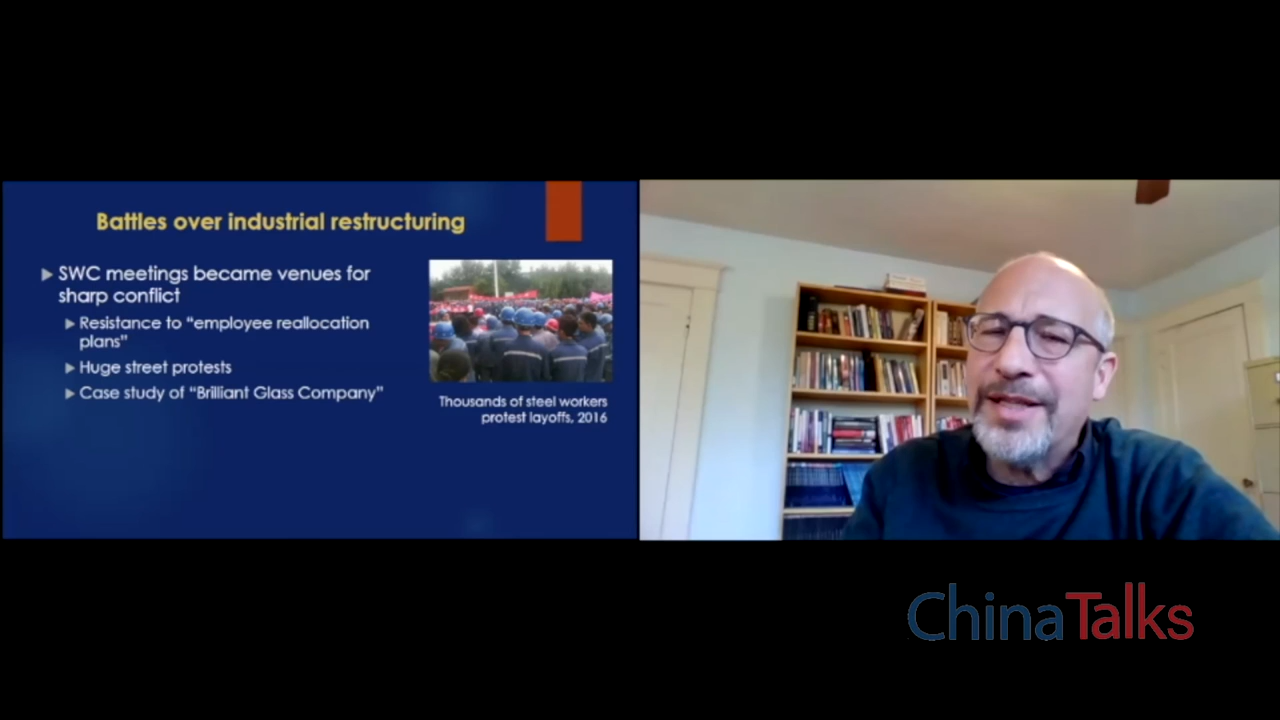 Battles over industrial restructuring
SWC meetings became venues for
sharp conflict
Resistance to “employee reallocation
plans”
Huge street protests
Case study of “Brilliant Glass Company”
Thousands of steel workers
protest layoffs, 2016
ChinaTalks